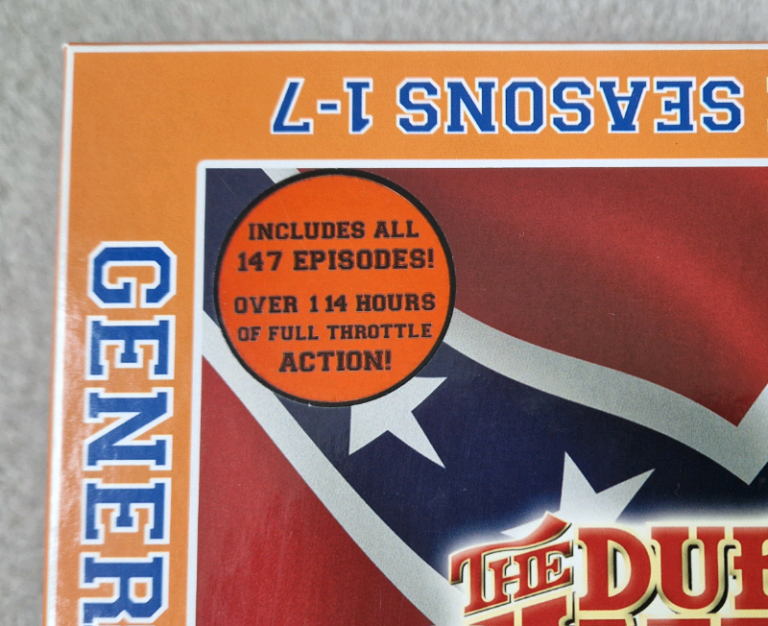 SEASONS 1-7
INCLUDES ALL
147 EPISODES!
OVER 114 HOURS
OF FULL THROTTLE
ACTION!
GENER
THE DU